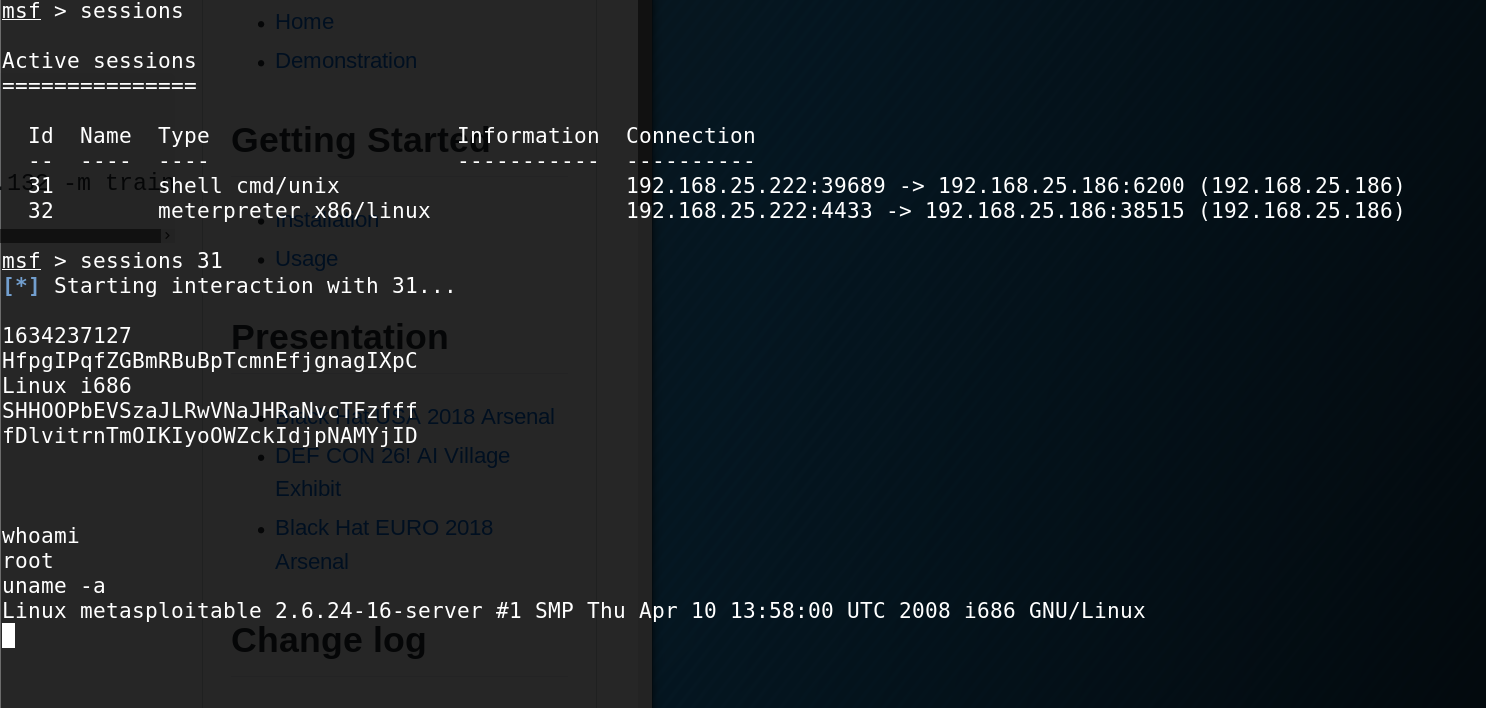 msf > sessions
Home
Demonstration
Active sessions
===============
Getting Started
Id  Name  Type                   Information  Connection
--  ----  ----                   -----------  ----------
-m train
31        shell cmd/unix                      192.168.25.222:39689 -> 192.168.25.186:6200 (192.168.25.186)
32        meterpreter x86/linux               192.168.25.222:4433 -> 192.168.25.186:38515 (192.168.25.186)
Installation
msf > sessions 31
Usage
[*] Starting interaction with 31...
Presentation
1634237127
HfpgIPqfZGBmRBuBpTcmnEfjgnagIXpC
Linux i686
SHHOOPbEVSzaJLRwVNaJHRaNvcTEzfff
Black Hat USA 2018 Arsenal
fDlvitrnTmOIKIyoOWZckIdjpNAMYjID
DEF CON 26! AI Village
Exhibit
Black Hat EURO 2018
Arsenal
whoami
root
uname -a
Linux metasploitable 2.6.24-16-server #1 SMP Thu Apr 10 13:58:00 UTC 2008 i686 GNU/Linux
Change log